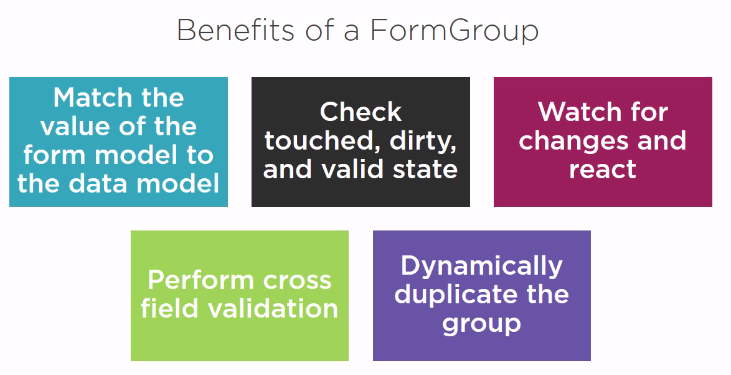 Benefits of a FormGroup
Match the
value of the
form model to
the data model
Check
touched, dirty,
and valid state
Watch for
changes and
react
Perform cross
field validation
Dynamically
duplicate the
group